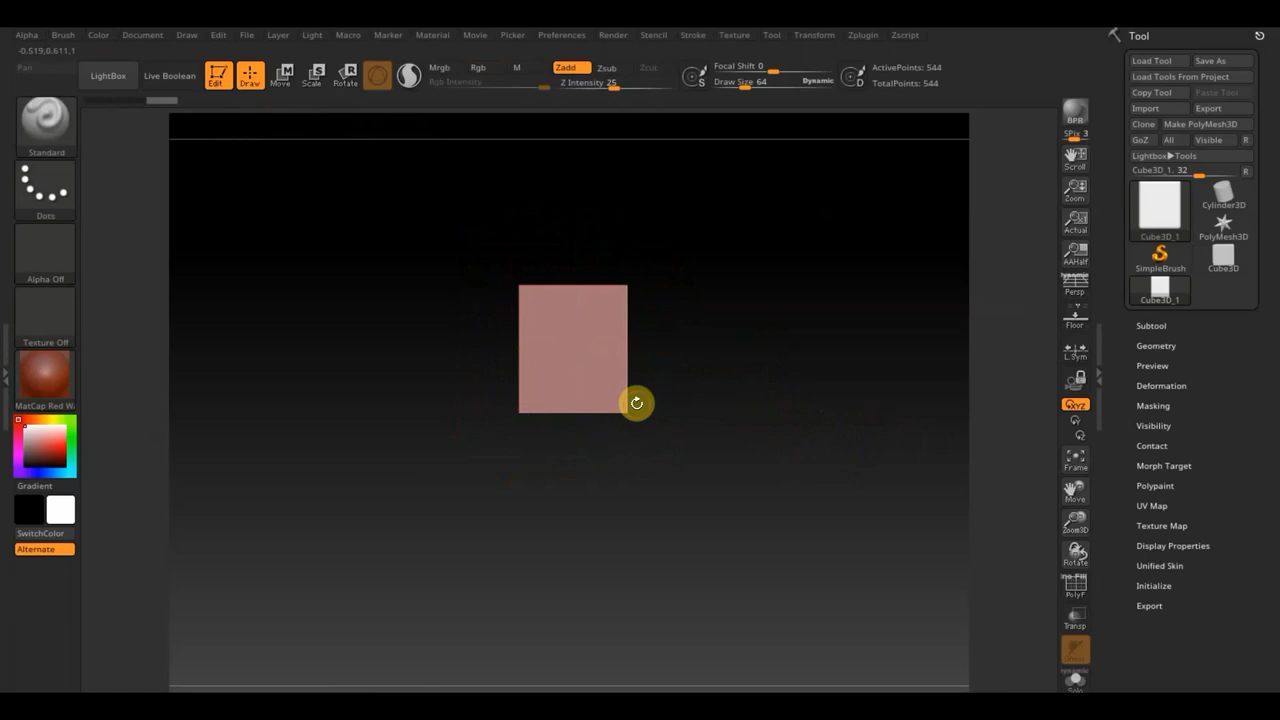 Alpha Brush Color Document Draw Edit File Layer Light Macro Marker Material Movie Picker Preferences Render Stencil Stroke Texture Tool Transform Zplugin Zscript
Tool
-0.519,0.611,1
Pan
LightBox
Live Boolean
Edit
Draw
Move
Scale
Rotate
Mrgb Rgb M
Rgb Intensity
Zadd Zsub Zcut
Z Intensity 25
S
Focal Shift 0
Draw Size 64 Dynamic
D
ActivePoints: 544
TotalPoints: 544
Standard
Dots
Alpha Off
Texture Off
MatCap Red Wa
Gradient
SwitchColor
Alternate
BPR
SPix 3
Scroll
Zoom
Actual
AAHalf
Dynamic
Persp
Floor
L.Sym
XYZ
Y
Z
Frame
Move
Zoom3D
Rotate
PolyF
Transp
Dynamic
Solo
Load Tool Save As
Load Tools From Project
Copy Tool Paste Tool
Import Export
Clone Make PolyMesh3D
GoZ All Visible R
Lightbox▶Tools
Cube3D_1. 32 R
Cube3D_1
Cylinder3D
PolyMesh3D
SimpleBrush
Cube3D
Cube3D_1
Subtool
Geometry
Preview
Deformation
Masking
Visibility
Contact
Morph Target
Polypaint
UV Map
Texture Map
Display Properties
Unified Skin
Initialize
Export